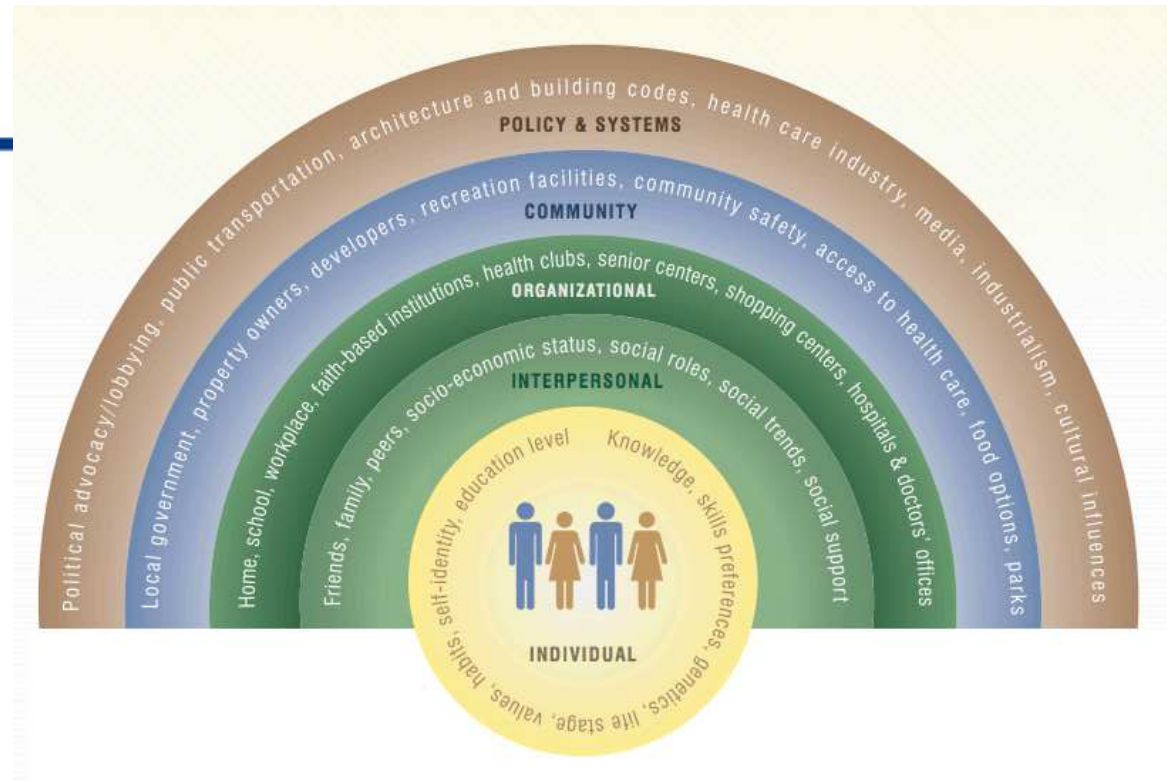 Political advocacy/lobbying, public transportation, architecture and building codes, health care industry, media, industrialism, cultural influences
POLICY & SYSTEMS
Local government, property owners, developers, recreation facilities, community safety, access to health care, food options, parks
COMMUNITY
Home, school, workplace, faith-based institutions, health clubs, senior centers, shopping centers, hospitals & doctors' offices
ORGANIZATIONAL
Friends, family, peers, socio-economic status, social roles, social trends, social support
INTERPERSONAL
Knowledge, skills preferences, genetics, life stage, values, habits, self-identity, education level
INDIVIDUAL